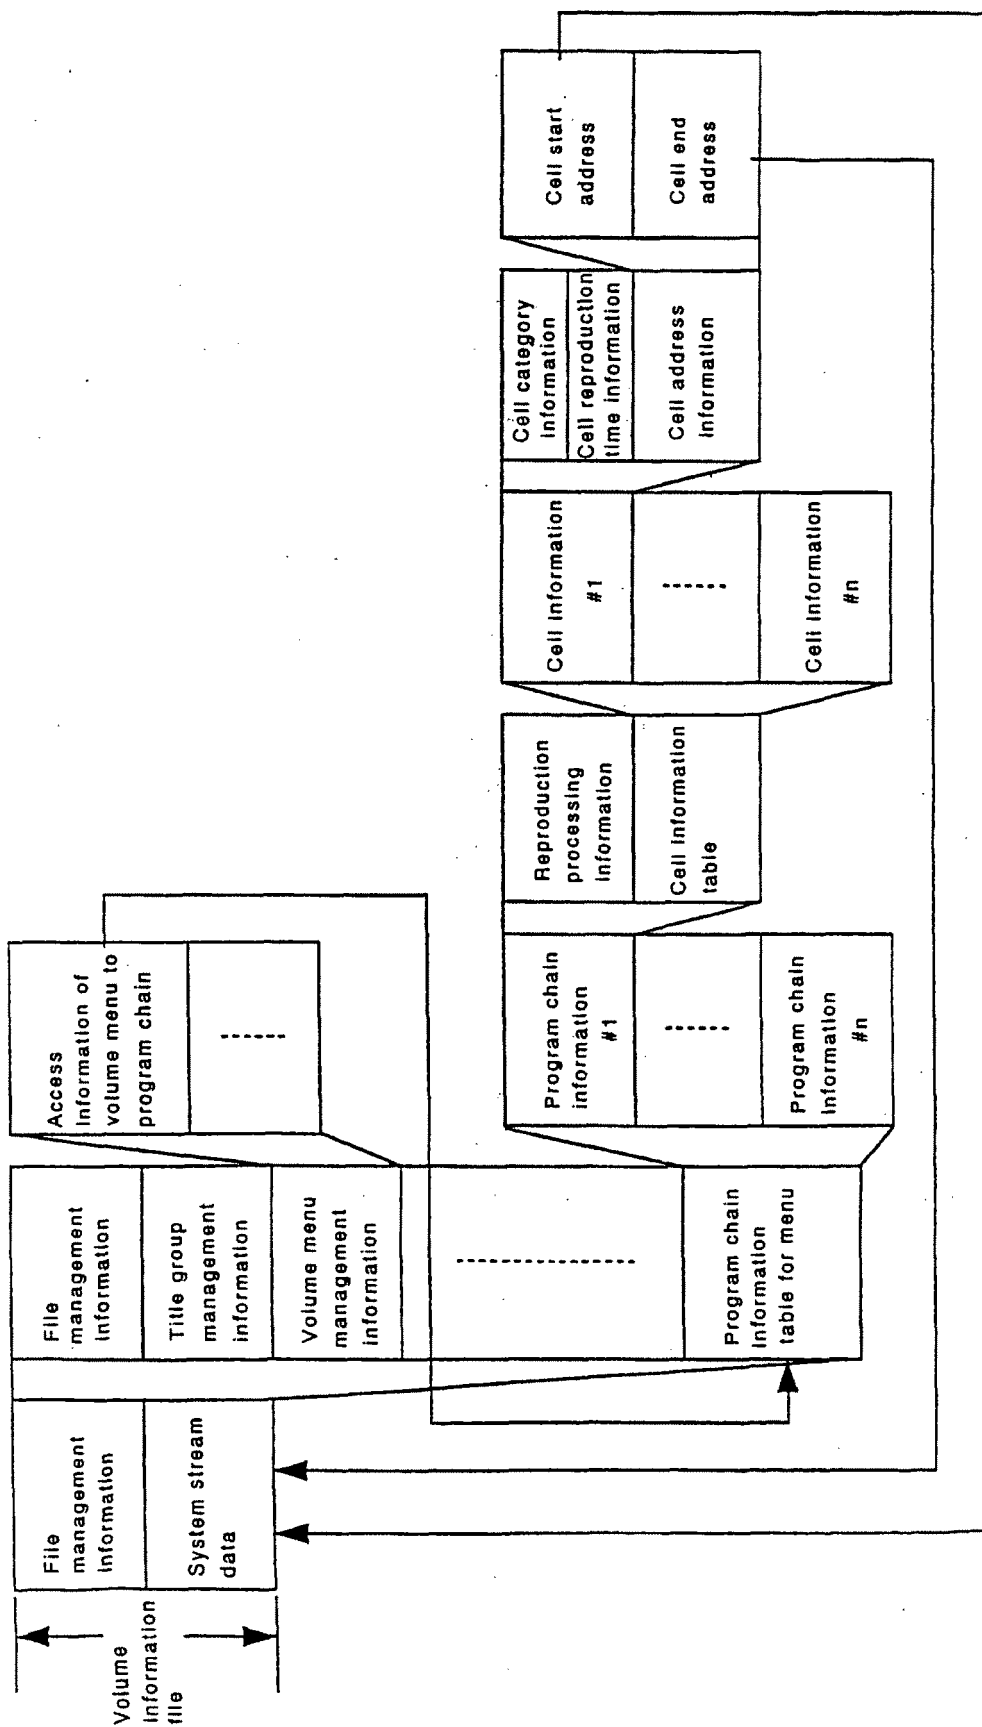 Volume
Information
file
File
management
Information
System stream
data
File
management
Information
Title group
management
information
Volume menu
management
information
Program chain
Information
table for menu
Access
Information of
volume menu to
program chain
Program chain
information
#1
Program chain
Information
#n
Reproduction
processing
Information
Cell Information
table
Cell Information
#1
Cell Information
#n
Cell category
Information
Cell reproduction
time information
Cell address
Information
Cell start
address
Cell end
address